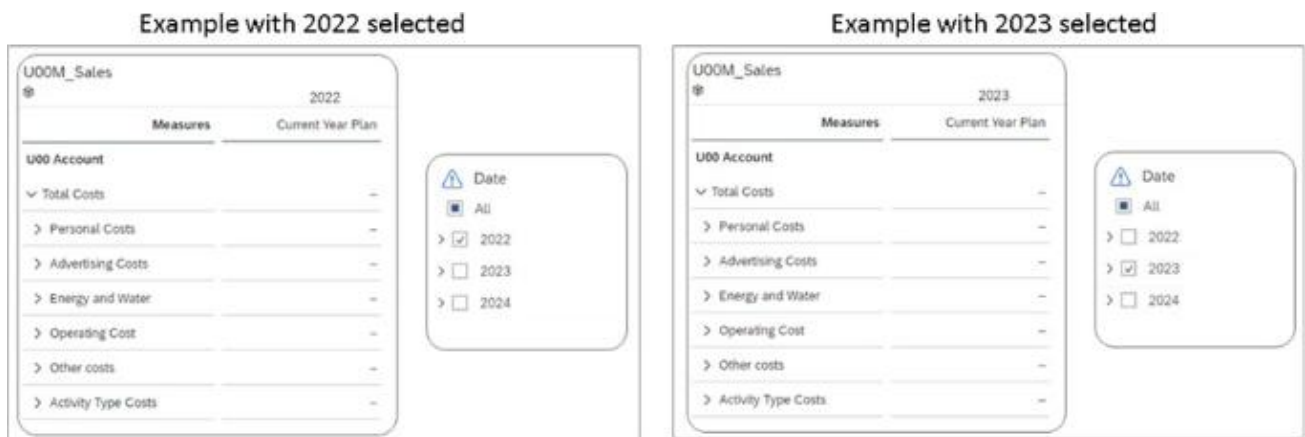 Example with 2022 selected
U00M_Sales
2022
Measures Current Year Plan
U00 Account
Total Costs –
Personal Costs –
Advertising Costs –
Energy and Water –
Operating Cost –
Other costs –
Activity Type Costs –
Date
All
2022
2023
2024
Example with 2023 selected
U00M_Sales
2023
Measures Current Year Plan
U00 Account
Total Costs –
Personal Costs –
Advertising Costs –
Energy and Water –
Operating Cost –
Other costs –
Activity Type Costs –
Date
All
2022
2023
2024